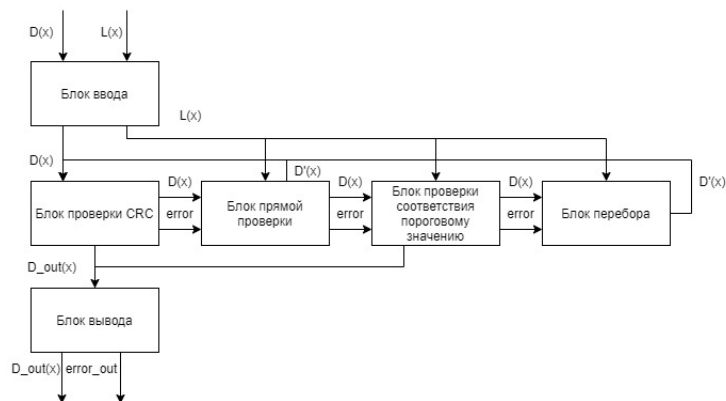 D(x)
L(x)
Блок ввода
L(x)
D(x)
D(x)
D'(x)
D(x)
D(x)
D'(x)
Блок проверки CRC
error
Блок прямой
проверки
error
Блок проверки
соответствия
пороговому
значению
error
Блок перебора
D_out(x)
Блок вывода
D_out(x)
error_out